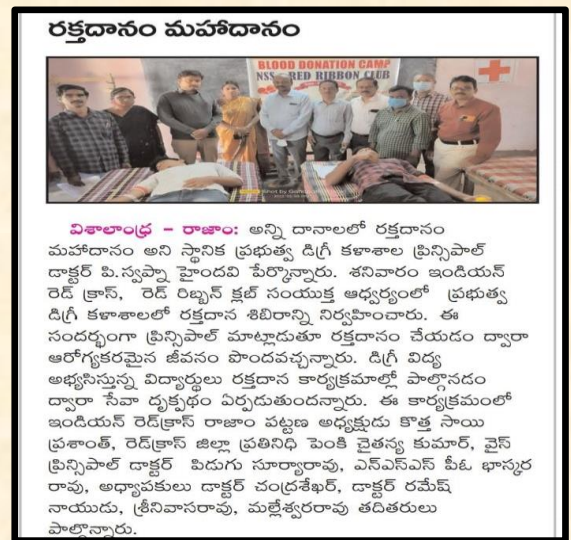 రక్తదానం మహాదానం
BLOOD DONATION CAMP
NSS RED RIBBON CLUB
విశాలాంధ్ర – రాజాం: అన్ని దానాలలో రక్తదానం
మహాదానం అని స్థానిక ప్రభుత్వ డిగ్రీ కళాశాల ప్రిన్సిపాల్
డాక్టర్ పి.స్వప్నా హైందవి పేర్కొన్నారు. శనివారం ఇండియన్
రెడ్ క్రాస్, రెడ్ రిబ్బన్ క్లబ్ సంయుక్త ఆధ్వర్యంలో ప్రభుత్వ
డిగ్రీ కళాశాలలో రక్తదాన శిబిరాన్ని నిర్వహించారు. ఈ
సందర్భంగా ప్రిన్సిపాల్ మాట్లాడుతూ రక్తదానం చేయడం ద్వారా
ఆరోగ్యకరమైన జీవనం పొందవచ్చన్నారు. డిగ్రీ విద్య
అభ్యసిస్తున్న విద్యార్థులు రక్తదాన కార్యక్రమాల్లో పాల్గొనడం
ద్వారా సేవా దృక్పథం ఏర్పడుతుందన్నారు. ఈ కార్యక్రమంలో
ఇండియన్ రెడ్‌క్రాస్ రాజాం పట్టణ అధ్యక్షుడు కొత్త సాయి
ప్రశాంత్, రెడ్‌క్రాస్ జిల్లా ప్రతినిధి పెంకి చైతన్య కుమార్, వైస్
ప్రిన్సిపాల్ డాక్టర్ పిడుగు సూర్యారావు, ఎన్ఎస్ఎస్ పీఓ భాస్కర
రావు, అధ్యాపకులు డాక్టర్ చంద్రశేఖర్, డాక్టర్ రమేష్
నాయుడు, శ్రీనివాసరావు, మల్లేశ్వరరావు తదితరులు
పాల్గొన్నారు.